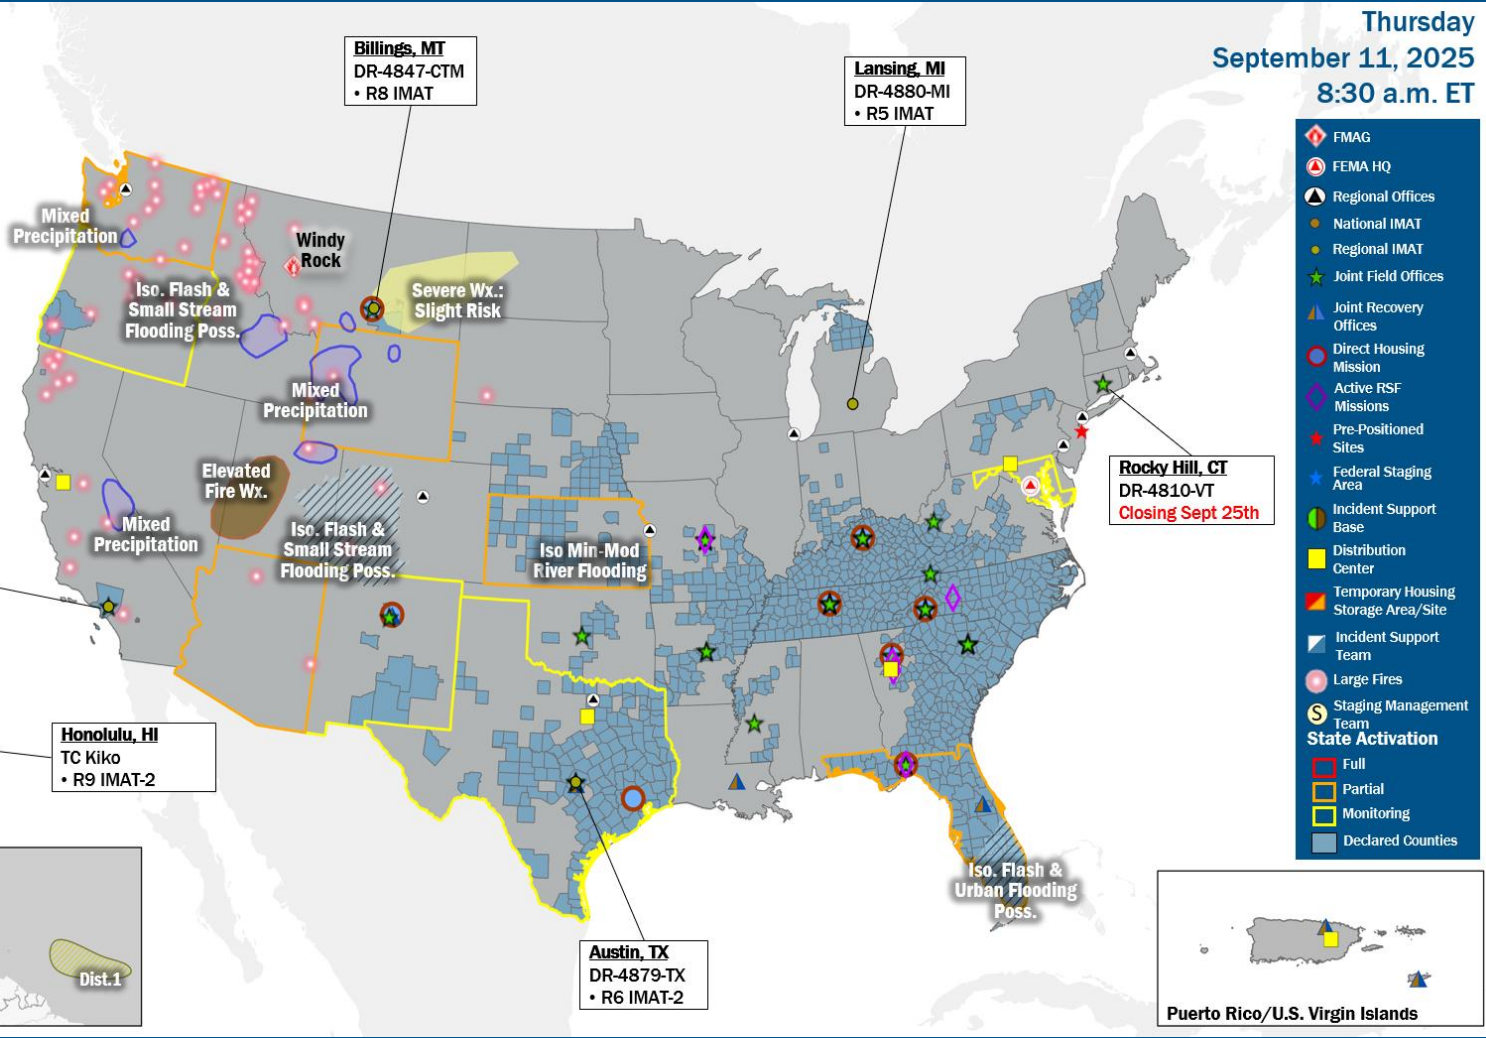 Thursday
September 11, 2025
8:30 a.m. ET
Billings, MT
DR-4847-CTM
• R8 IMAT
Lansing, MI
DR-4880-MI
• R5 IMAT
FMAG
FEMA HQ
Regional Offices
National IMAT
Regional IMAT
Joint Field Offices
Joint Recovery
Offices
Direct Housing
Mission
Active RSF
Missions
Pre-Positioned
Sites
Federal Staging
Area
Incident Support
Base
Distribution
Center
Temporary Housing
Storage Area/Site
Incident Support
Team
Large Fires
S
Staging Management
Team
State Activation
Full
Partial
Monitoring
Declared Counties
Mixed
Precipitation
Windy
Rock
Iso. Flash &
Small Stream
Flooding Poss.
Severe Wx.:
Slight Risk
Mixed
Precipitation
Elevated
Fire Wx.
Mixed
Precipitation
Iso. Flash &
Small Stream
Flooding Poss.
Iso Min-Mod
River Flooding
Rocky Hill, CT
DR-4810-VT
Closing Sept 25th
Honolulu, HI
TC Kiko
• R9 IMAT-2
Iso. Flash &
Urban Flooding
Poss.
Dist.1
Austin, TX
DR-4879-TX
• R6 IMAT-2
Puerto Rico/U.S. Virgin Islands